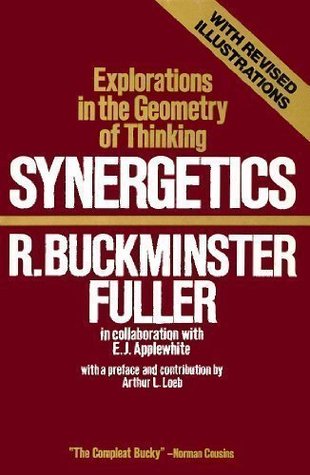 WITH REVISED
ILLUSTRATIONS
Explorations
in the Geometry
of Thinking
SYNERGETICS
R.BUCKMINSTER
FULLER
in collaboration with
E.J. Applewhite
with a preface and contribution by
Arthur L. Loeb
"The Compleat Bucky" –Norman Cousins